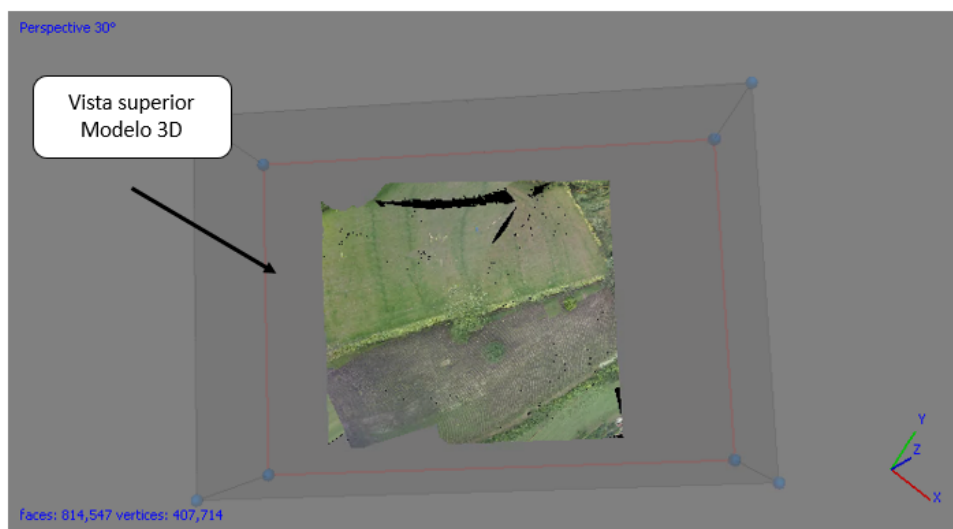 Perspective 30°
Vista superior
Modelo 3D
Y
Z
X
faces: 814,547 vertices: 407,714